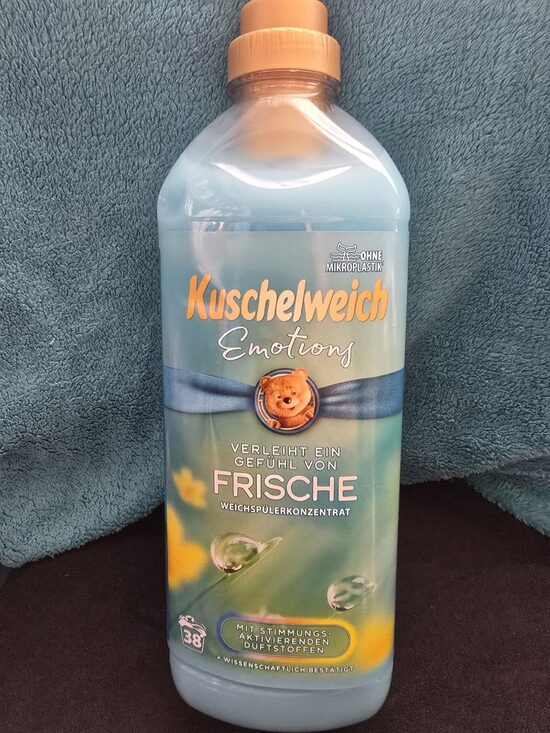 OHNE
MIKROPLASTIK
Kuschelweich
Emotions
VERLEIHT EIN
GEFÜHL VON
FRISCHE
WEICHSPÜLERKONZENTRAT
38
MIT STIMMUNGS-
AKTIVIERENDEN
DUFTSTOFFEN
* WISSENSCHAFTLICH BESTÄTIGT